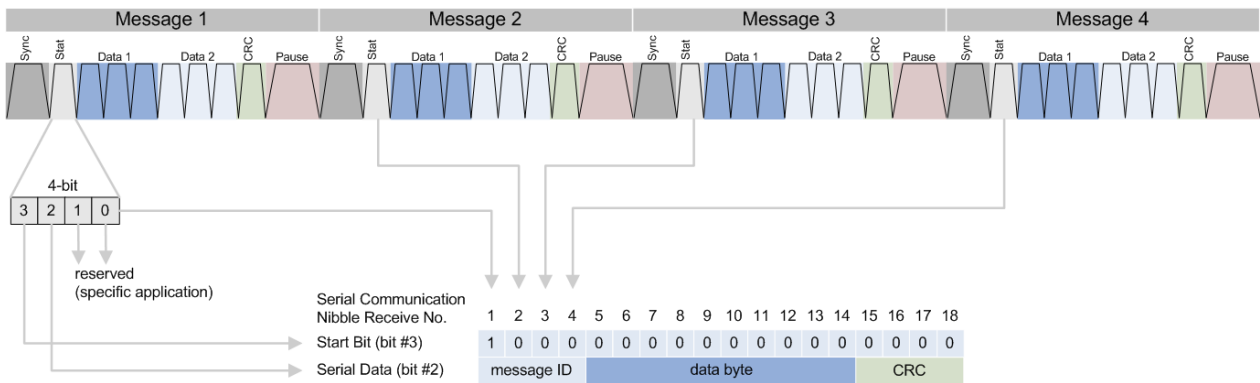 Message 1 Message 2 Message 3 Message 4
Sync Stat Data 1 Data 2 CRC Pause Sync Stat Data 1 Data 2 CRC Pause Sync Stat Data 1 Data 2 CRC Pause Sync Stat Data 1 Data 2 CRC Pause
4-bit
3 2 1 0
reserved
(specific application)
Serial Communication
Nibble Receive No. 1 2 3 4 5 6 7 8 9 10 11 12 13 14 15 16 17 18
Start Bit (bit #3) 1 0 0 0 0 0 0 0 0 0 0 0 0 0 0 0 0 0
Serial Data (bit #2) message ID data byte CRC